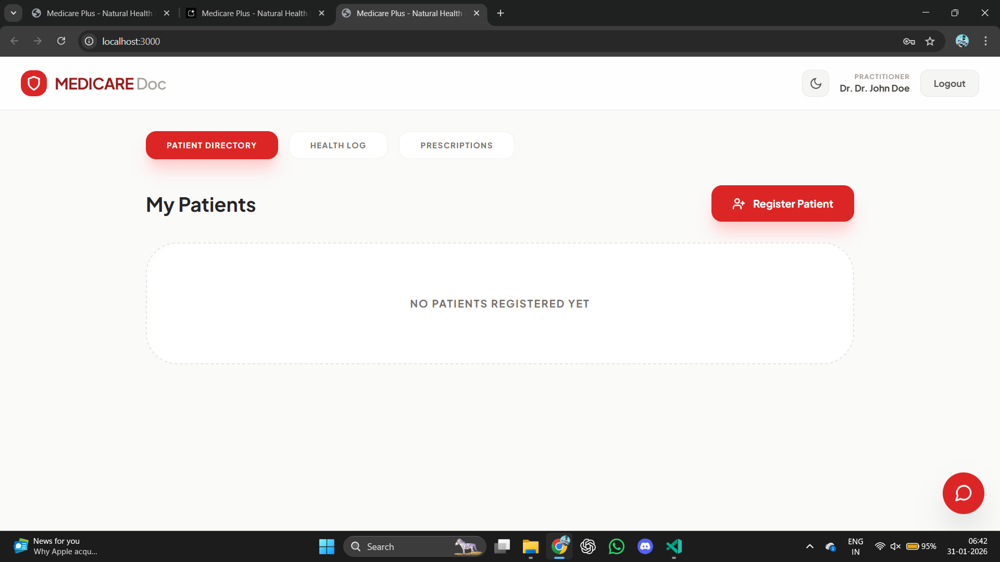 Medicare Plus - Natural Health
Medicare Plus - Natural Health
Medicare Plus - Natural Health
localhost:3000
MEDICARE Doc
PRACTITIONER
Dr. Dr. John Doe
Logout
PATIENT DIRECTORY
HEALTH LOG
PRESCRIPTIONS
My Patients
Register Patient
NO PATIENTS REGISTERED YET
News for you
Why Apple acqu...
Search
ENG
IN
95%
06:42
31-01-2026